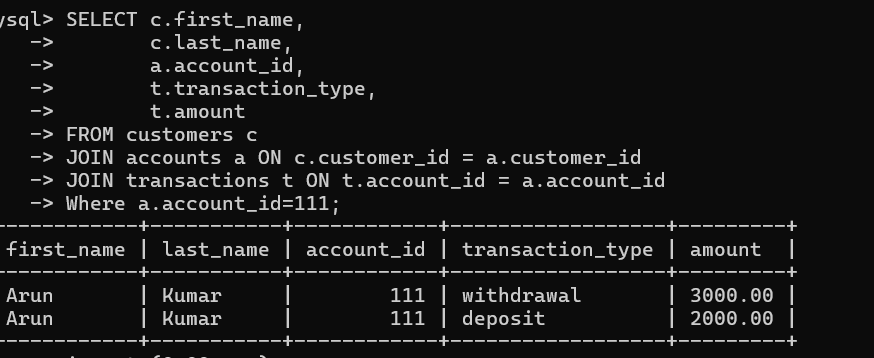 ysql> SELECT c.first_name,
    ->        c.last_name,
    ->        a.account_id,
    ->        t.transaction_type,
    ->        t.amount
    -> FROM customers c
    -> JOIN accounts a ON c.customer_id = a.customer_id
    -> JOIN transactions t ON t.account_id = a.account_id
    -> Where a.account_id=111;
------------+-----------+------------+------------------+---------+
first_name | last_name | account_id | transaction_type | amount  |
------------+-----------+------------+------------------+---------+
Arun       | Kumar     |        111 | withdrawal       | 3000.00 |
Arun       | Kumar     |        111 | deposit          | 2000.00 |
------------+-----------+------------+------------------+---------+